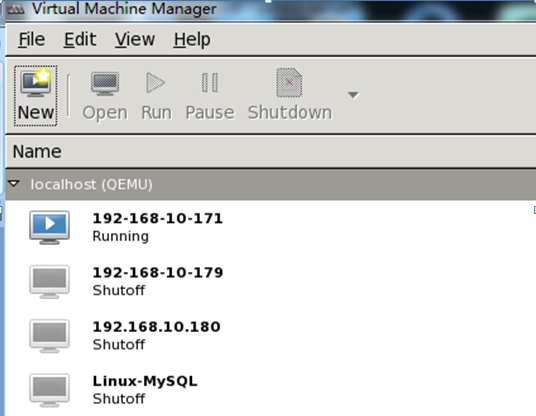 Virtual Machine Manager
File Edit View Help
New Open Run Pause Shutdown
Name
localhost (QEMU)
192-168-10-171
Running
192-168-10-179
Shutoff
192.168.10.180
Shutoff
Linux-MySQL
Shutoff